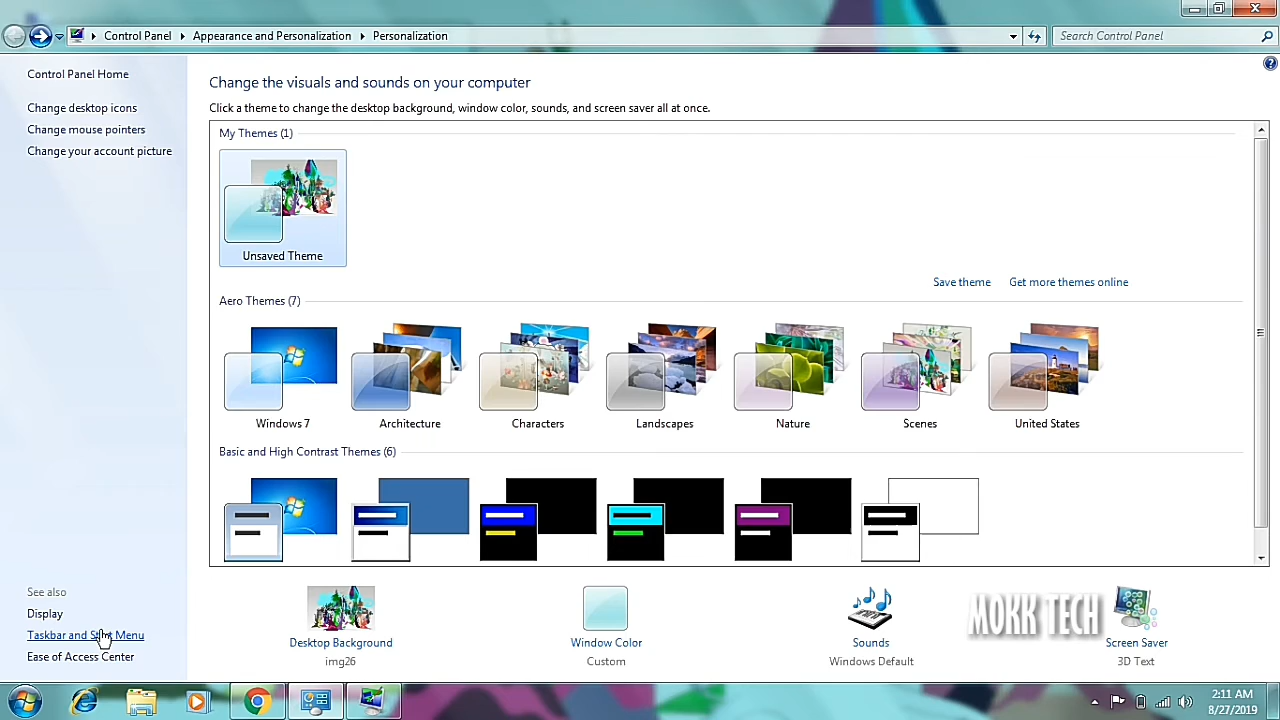 Control Panel Appearance and Personalization Personalization Search Control Panel
Control Panel Home
Change desktop icons
Change mouse pointers
Change your account picture
Change the visuals and sounds on your computer
Click a theme to change the desktop background, window color, sounds, and screen saver all at once.
My Themes (1)
Unsaved Theme
Save theme Get more themes online
Aero Themes (7)
Windows 7 Architecture Characters Landscapes Nature Scenes United States
Basic and High Contrast Themes (6)
See also
Display
Taskbar and Start Menu
Ease of Access Center
Desktop Background
img26
Window Color
Custom
Sounds
Windows Default
Screen Saver
3D Text
MOKK TECH
2:11 AM
8/27/2019